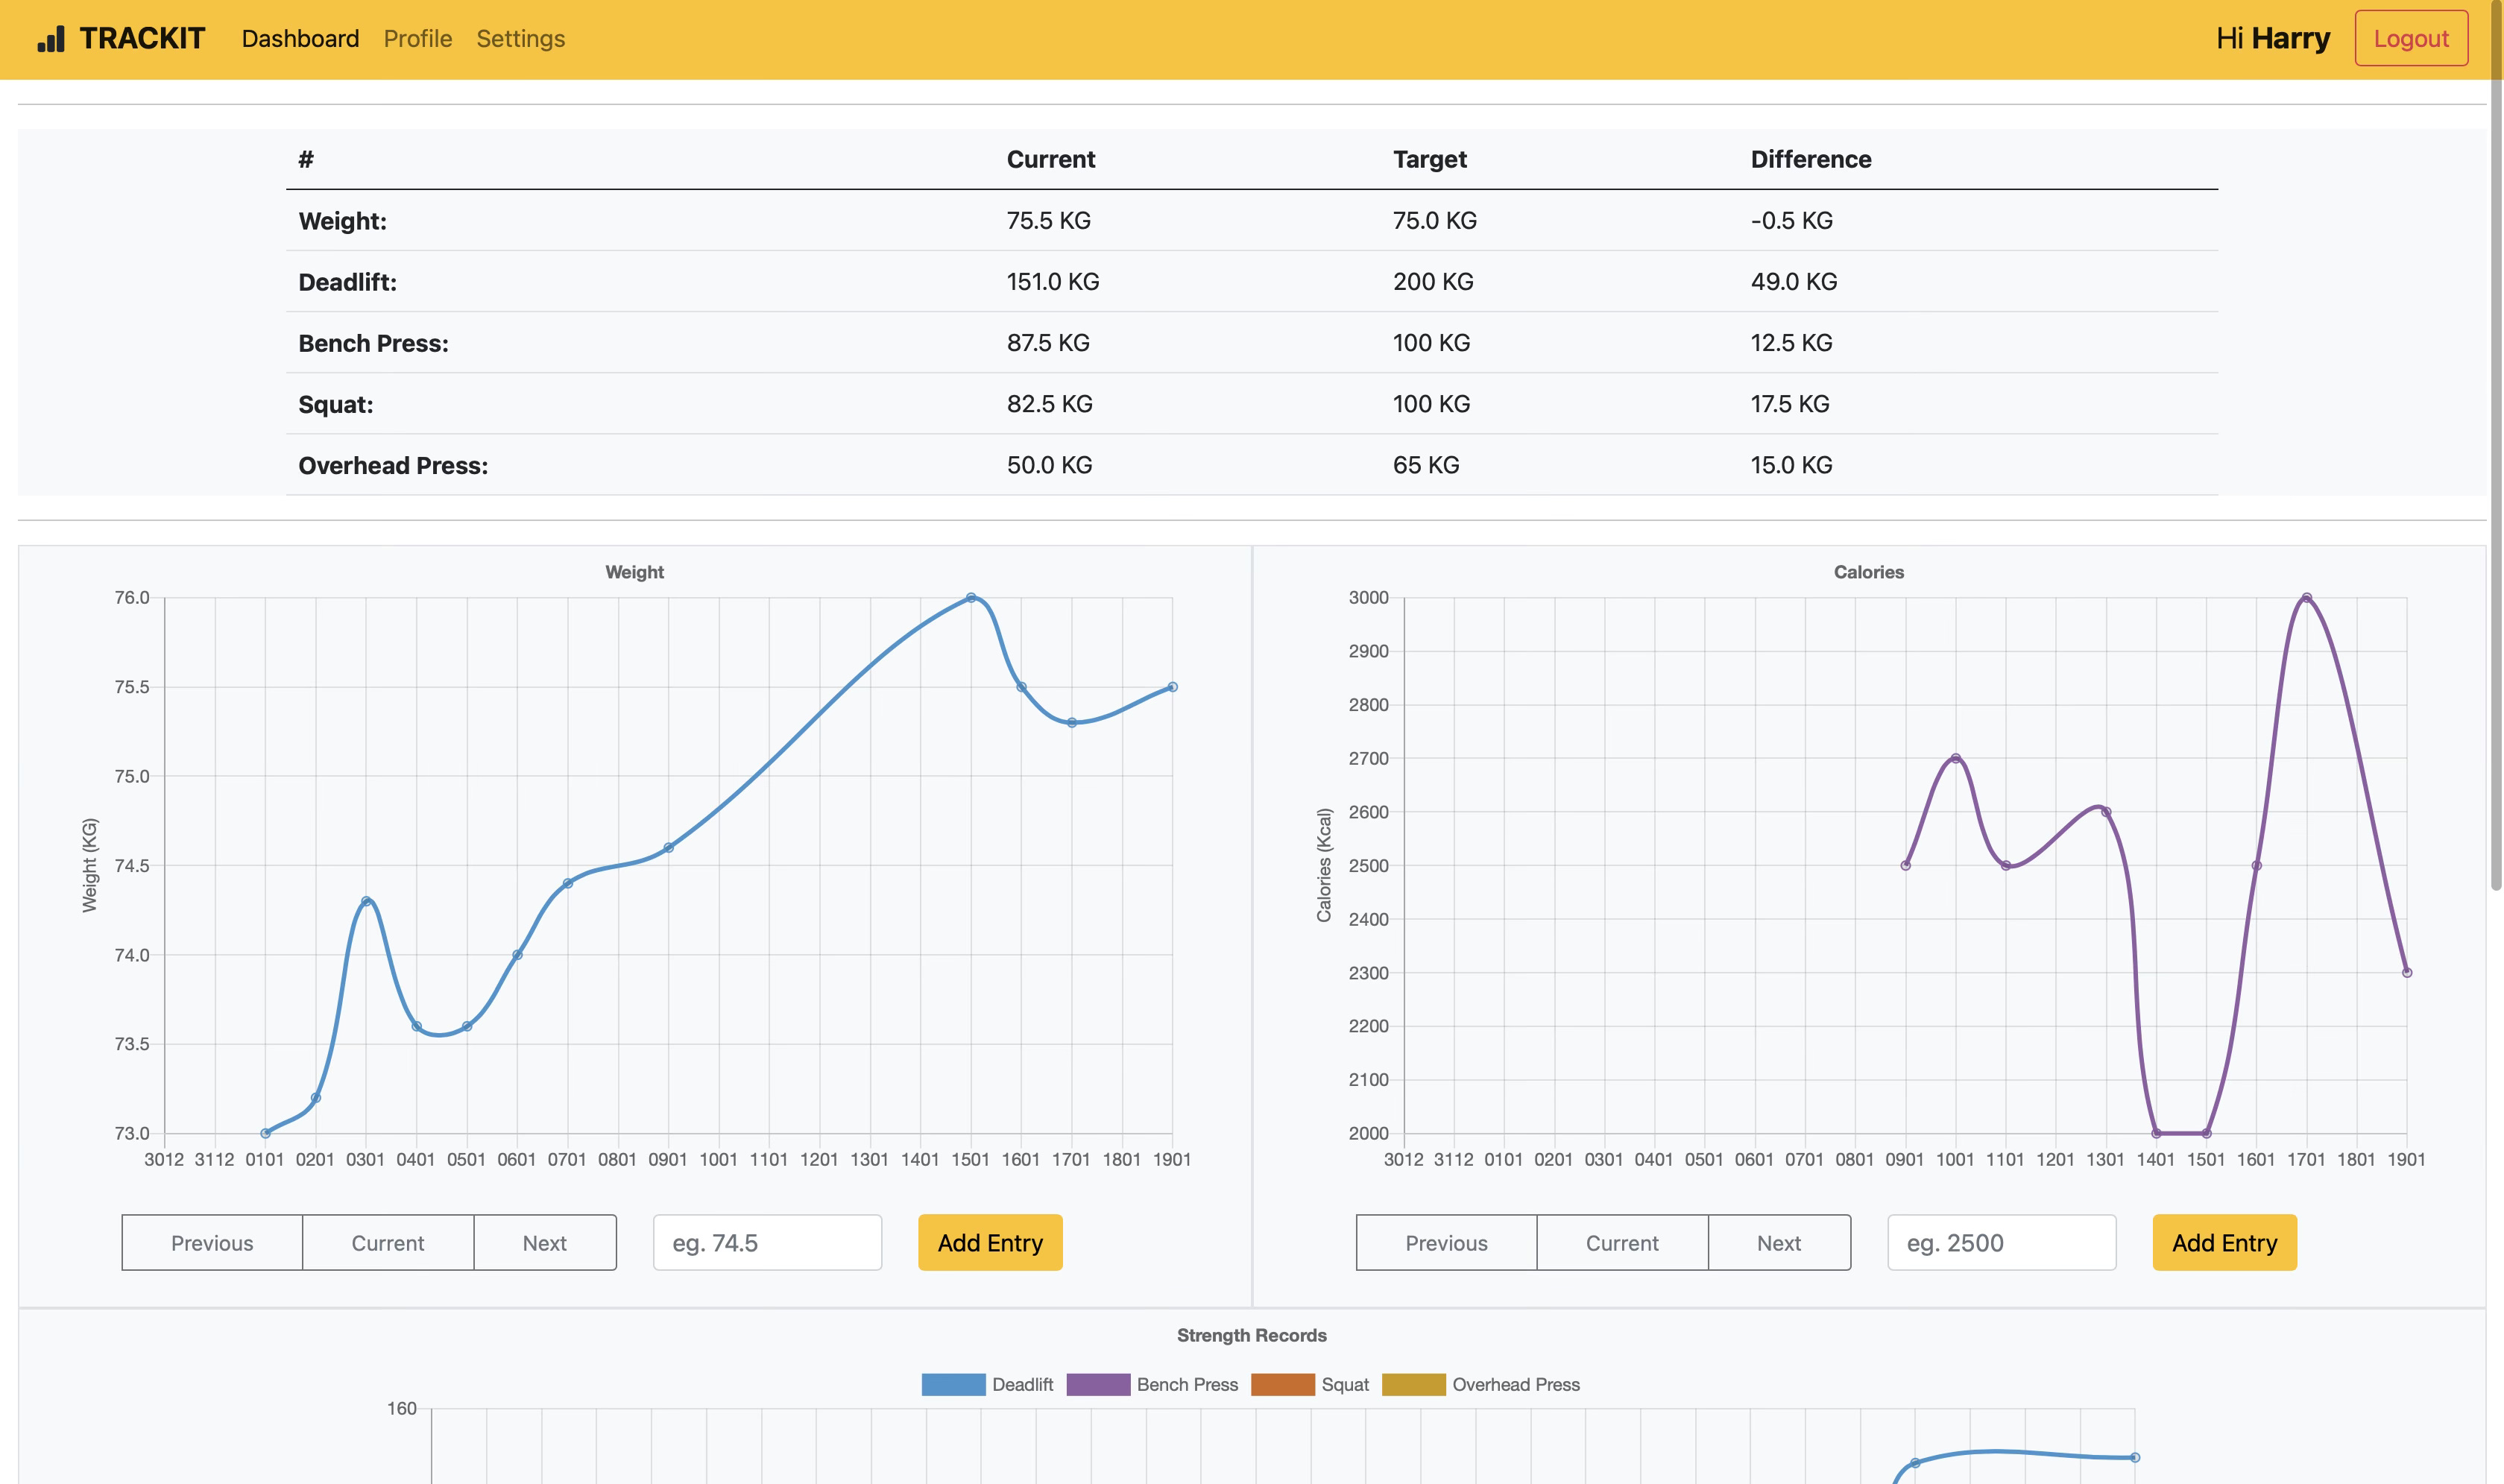 TRACKIT Dashboard Profile Settings Hi Harry Logout
# Current Target Difference
Weight: 75.5 KG 75.0 KG -0.5 KG
Deadlift: 151.0 KG 200 KG 49.0 KG
Bench Press: 87.5 KG 100 KG 12.5 KG
Squat: 82.5 KG 100 KG 17.5 KG
Overhead Press: 50.0 KG 65 KG 15.0 KG
Weight
76.0
75.5
75.0
74.5
74.0
73.5
73.0
Weight (KG)
3012 3112 0101 0201 0301 0401 0501 0601 0701 0801 0901 1001 1101 1201 1301 1401 1501 1601 1701 1801 1901
Previous Current Next eg. 74.5 Add Entry
Calories
3000
2900
2800
2700
2600
2500
2400
2300
2200
2100
2000
Calories (Kcal)
3012 3112 0101 0201 0301 0401 0501 0601 0701 0801 0901 1001 1101 1201 1301 1401 1501 1601 1701 1801 1901
Previous Current Next eg. 2500 Add Entry
Strength Records
Deadlift Bench Press Squat Overhead Press
160